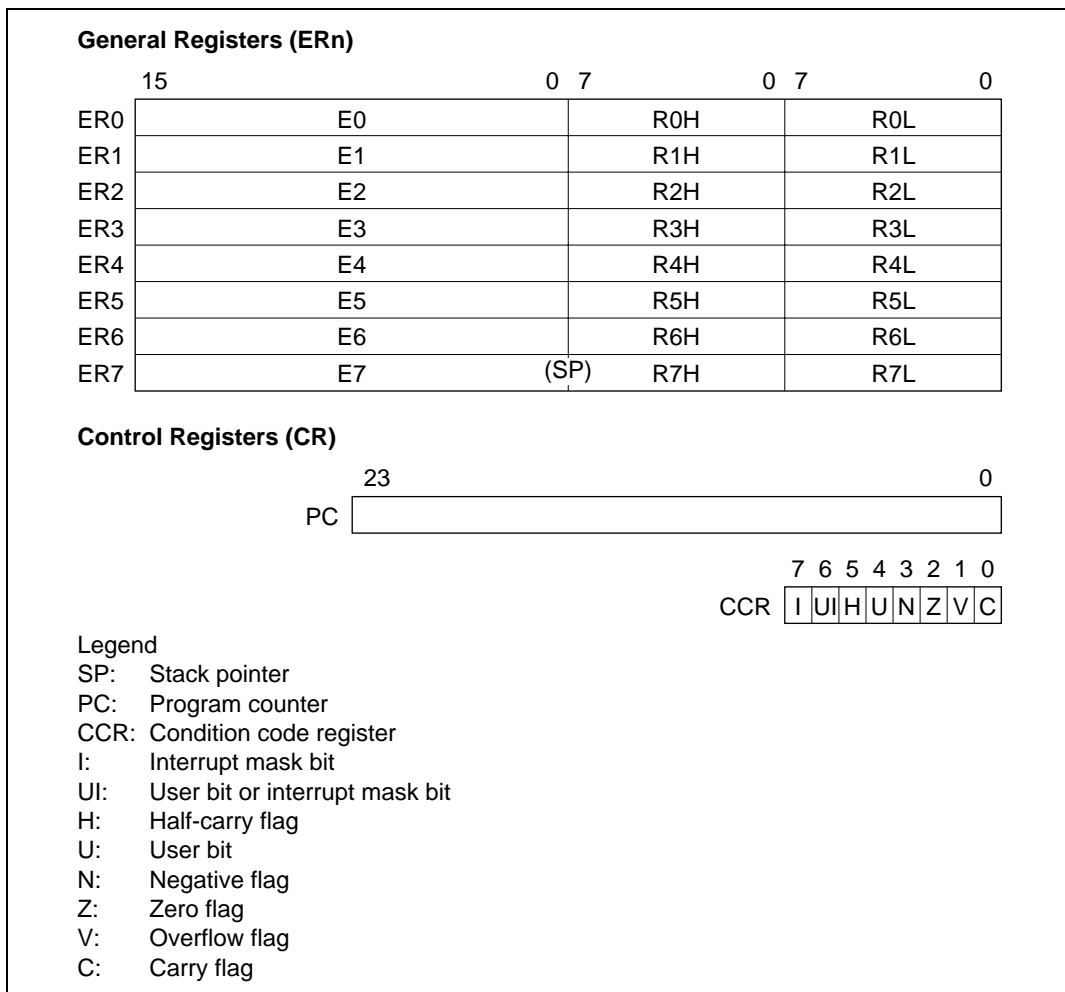 General Registers (ERn)
15 0 7 0 7 0
ER0 E0 R0H R0L
ER1 E1 R1H R1L
ER2 E2 R2H R2L
ER3 E3 R3H R3L
ER4 E4 R4H R4L
ER5 E5 R5H R5L
ER6 E6 R6H R6L
ER7 E7 (SP) R7H R7L
Control Registers (CR)
23 0
PC
7 6 5 4 3 2 1 0
CCR I UI H U N Z V C
Legend
SP: Stack pointer
PC: Program counter
CCR: Condition code register
I: Interrupt mask bit
UI: User bit or interrupt mask bit
H: Half-carry flag
U: User bit
N: Negative flag
Z: Zero flag
V: Overflow flag
C: Carry flag